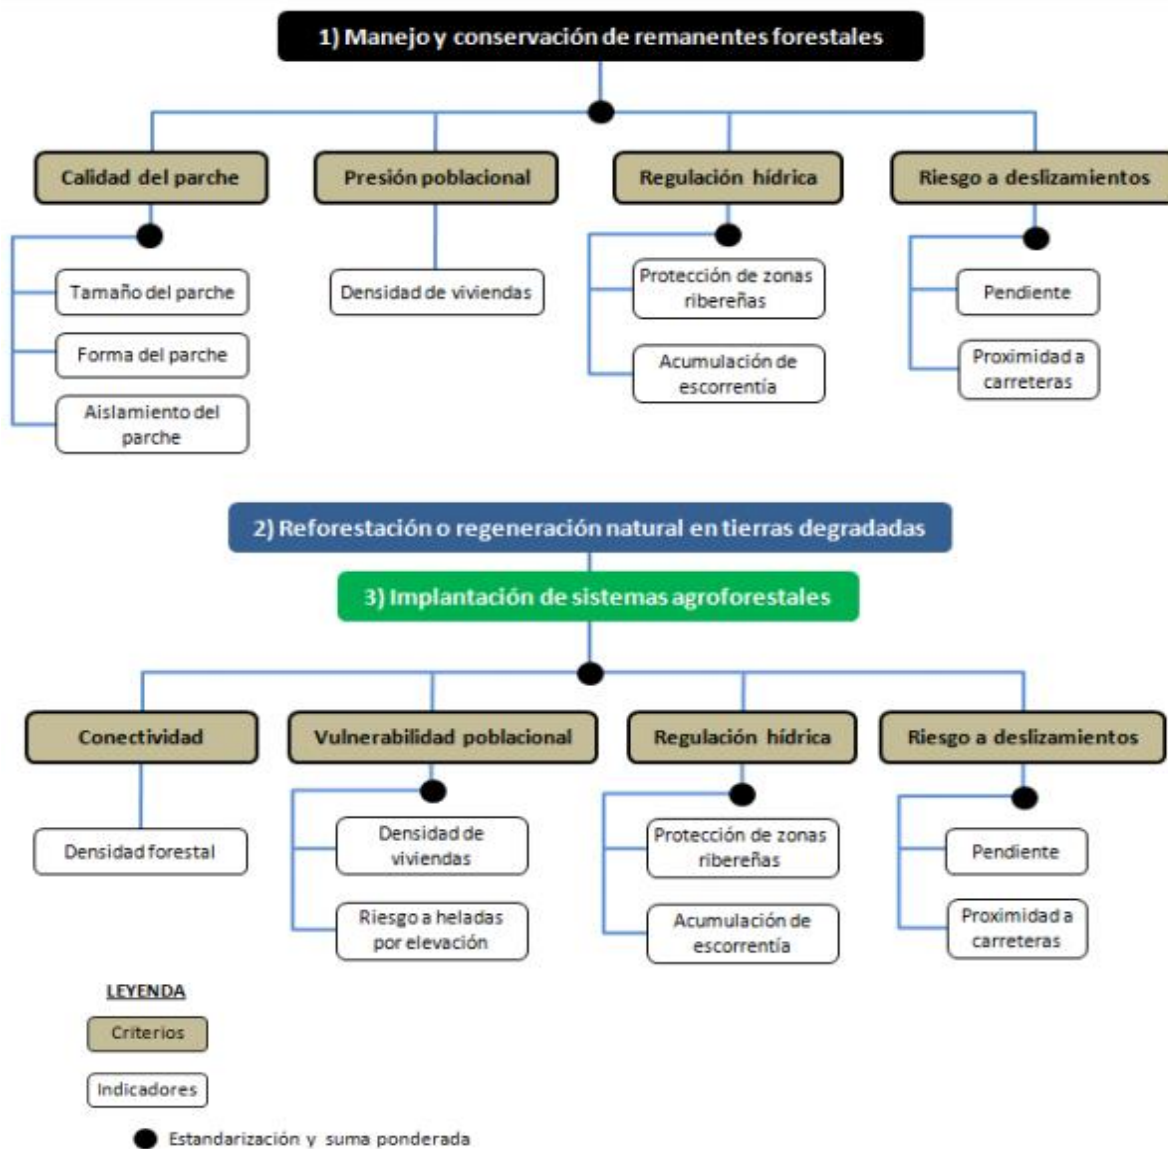 1) Manejo y conservación de remanentes forestales
Calidad del parche
Presión poblacional
Regulación hídrica
Riesgo a deslizamientos
Tamaño del parche
Forma del parche
Aislamiento del
parche
Densidad de viviendas
Protección de zonas
ribereñas
Acumulación de
escorrentía
Pendiente
Proximidad a
carreteras
2) Reforestación o regeneración natural en tierras degradadas
3) Implantación de sistemas agroforestales
Conectividad
Vulnerabilidad poblacional
Regulación hídrica
Riesgo a deslizamientos
Densidad forestal
Densidad de
viviendas
Riesgo a heladas
por elevación
Protección de zonas
ribereñas
Acumulación de
escorrentía
Pendiente
Proximidad a
carreteras
LEYENDA
Criterios
Indicadores
Estandarización y suma ponderada